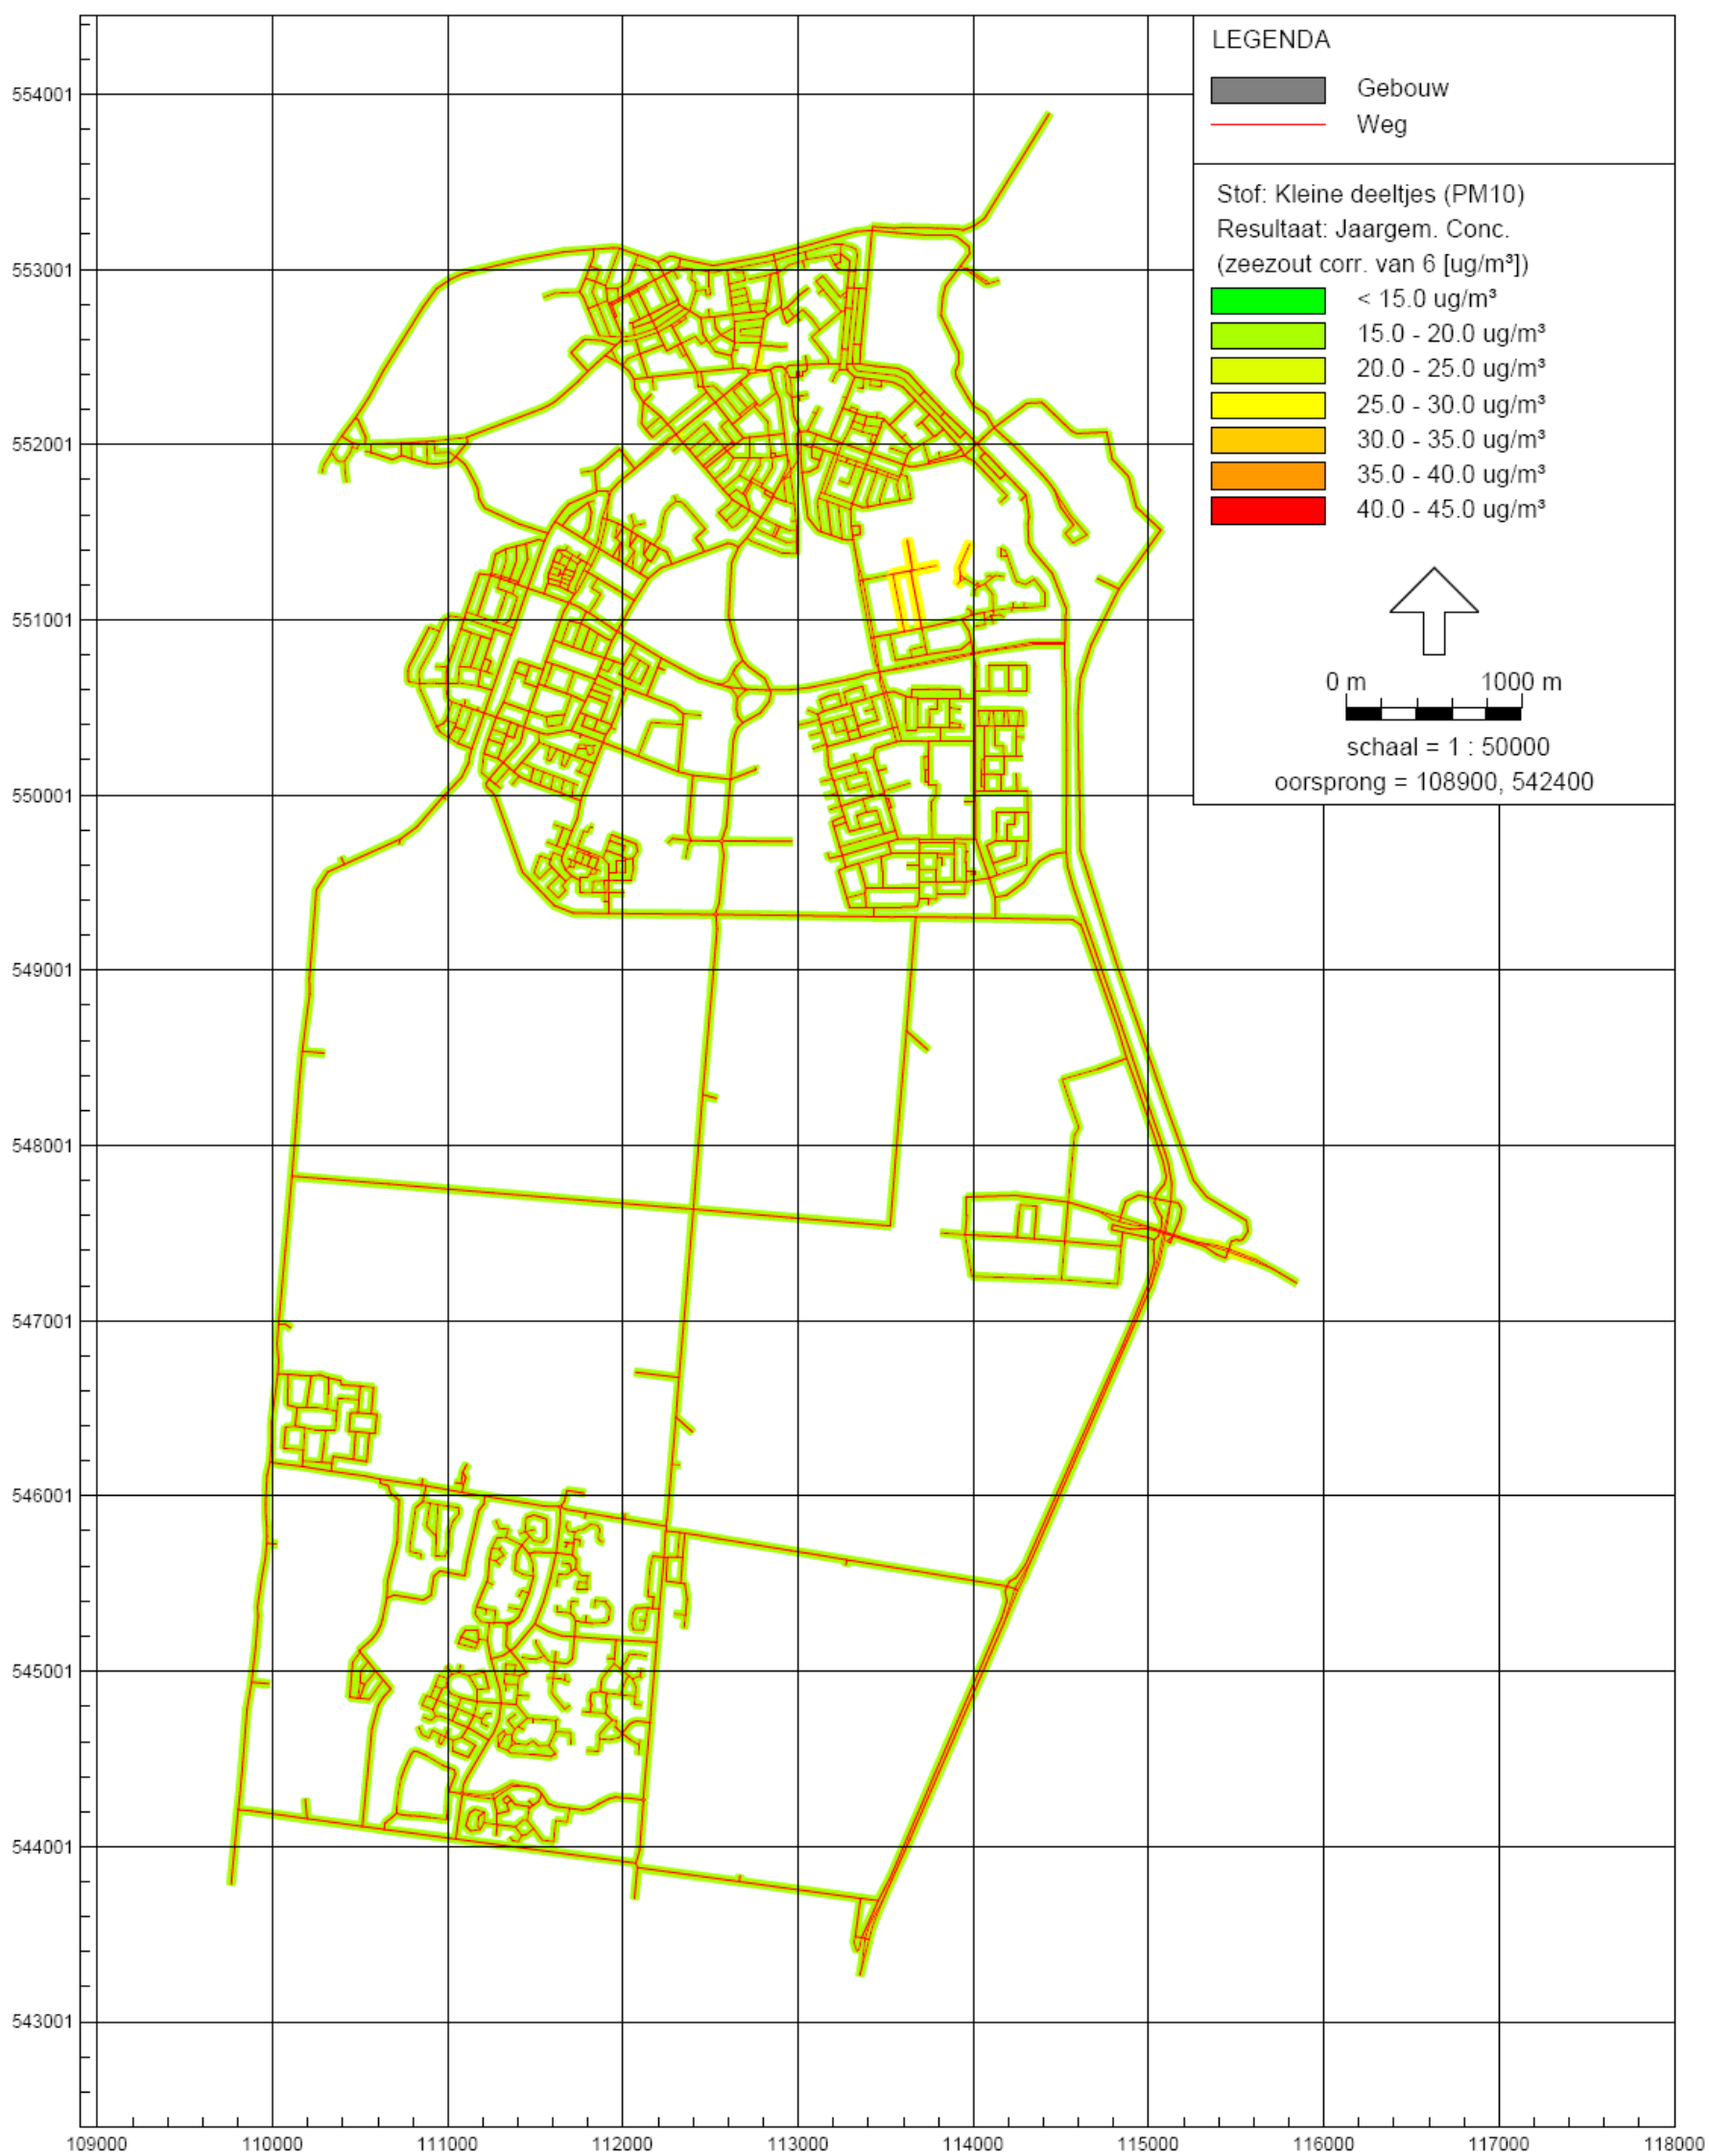 LEGENDA
Gebouw
Weg
Stof: Kleine deeltjes (PM10)
Resultaat: Jaargem. Conc.
(zeezout corr. van 6 [ug/m³])
< 15.0 ug/m³
15.0 - 20.0 ug/m³
20.0 - 25.0 ug/m³
25.0 - 30.0 ug/m³
30.0 - 35.0 ug/m³
35.0 - 40.0 ug/m³
40.0 - 45.0 ug/m³
0 m 1000 m
schaal = 1 : 50000
oorsprong = 108900, 542400
554001
553001
552001
551001
550001
549001
548001
547001
546001
545001
544001
543001
109000 110000 111000 112000 113000 114000 115000 116000 117000 118000